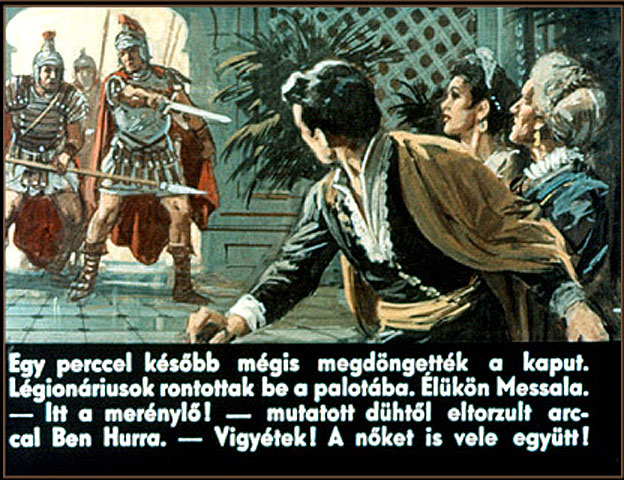 Egy perccel később mégis megdöngették a kaput.
Légionáriusok rontottak be a palotába. Élükön Messala.
— Itt a merénylő! — mutatott dühtől eltorzult arc-
cal Ben Hurra. — Vigyétek! A nőket is vele együtt!